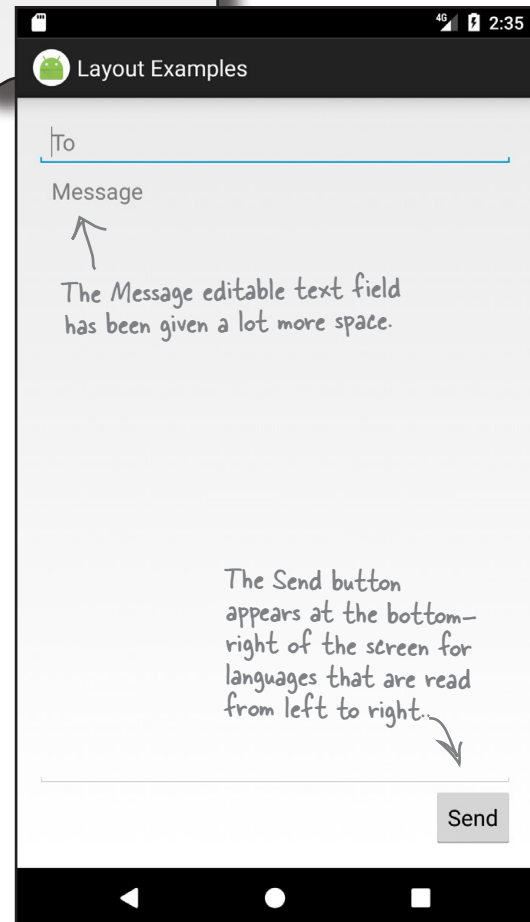 4G 2:35
Layout Examples
To
Message
The Message editable text field
has been given a lot more space.
The Send button
appears at the bottom-
right of the screen for
languages that are read
from left to right.
Send